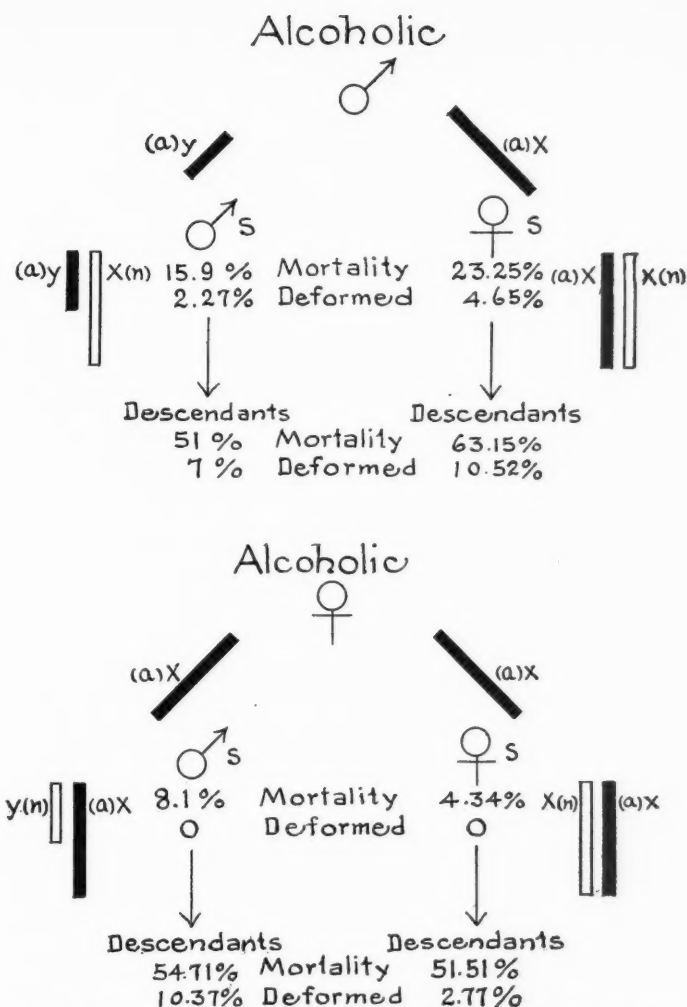 Alcoholic
(a)y (a)X
S S
(a)y X(n) 15.9 % Mortality 23.25% (a)X X(n)
2.27% Deformed 4.65%
Descendants Descendants
51 % Mortality 63.15%
7 % Deformed 10.52%
Alcoholic
(a)X (a)X
S S
y(n) (a)X 8.1 % Mortality 4.34% X(n) (a)X
0 Deformed 0
Descendants Descendants
54.71% Mortality 51.51%
10.37% Deformed 2.77%